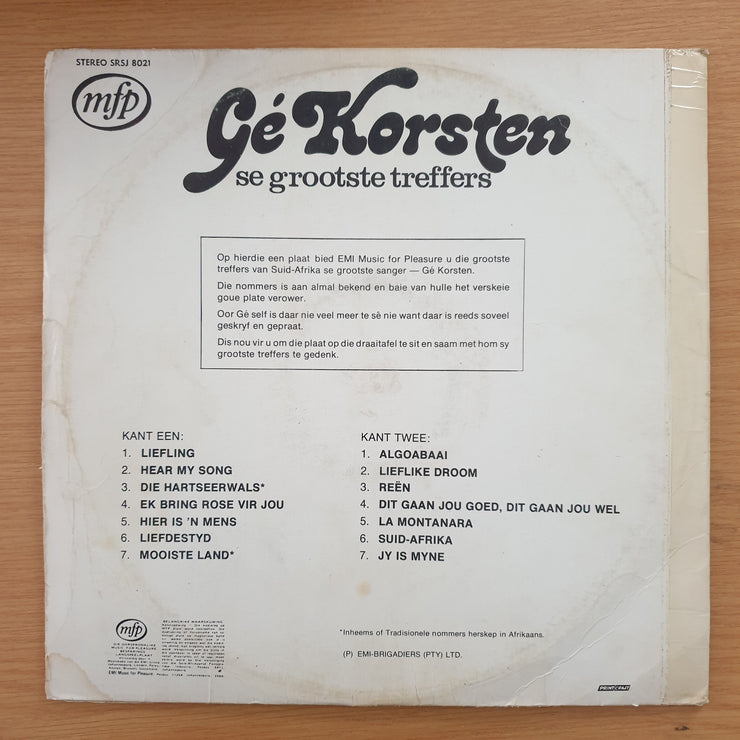 STEREO SRSJ 8021
mfp
Gé Korsten
se grootste treffers
Op hierdie een plaat bied EMI Music for Pleasure u die grootste
treffers van Suid-Afrika se grootste sanger — Gé Korsten.
Die nommers is aan almal bekend en baie van hulle het verskeie
goue plate verower.
Oor Gé self is daar nie veel meer te sê nie want daar is reeds soveel
geskryf en gepraat.
Dis nou vir u om die plaat op die draaitafel te sit en saam met hom sy
grootste treffers te gedenk.
KANT EEN:
1. LIEFLING
2. HEAR MY SONG
3. DIE HARTSEERWALS*
4. EK BRING ROSE VIR JOU
5. HIER IS 'N MENS
6. LIEFDESTYD
7. MOOISTE LAND*
KANT TWEE:
1. ALGOABAAI
2. LIEFLIKE DROOM
3. REËN
4. DIT GAAN JOU GOED, DIT GAAN JOU WEL
5. LA MONTANARA
6. SUID-AFRIKA
7. JY IS MYNE
mfp
BELANGRIKE WAARSKUWING
EMI Music for Pleasure
*Inheems of Tradisionele nommers herskep in Afrikaans.
(P) EMI-BRIGADIERS (PTY) LTD.
PRINTCRAFT